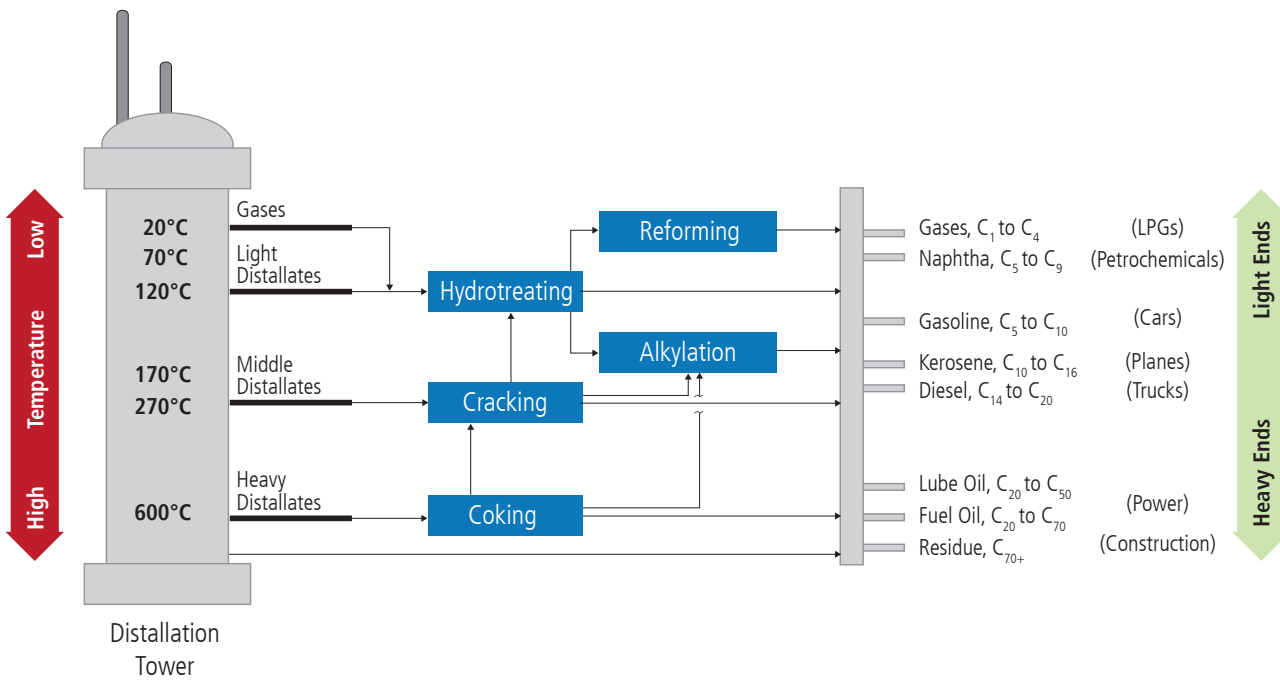 Low
Temperature
High
20°C
70°C
120°C
170°C
270°C
600°C
Gases
Light
Distallates
Middle
Distallates
Heavy
Distallates
Distallation
Tower
Reforming
Hydrotreating
Alkylation
Cracking
Coking
Gases, C₁ to C₄ (LPGs)
Naphtha, C₅ to C₉ (Petrochemicals)
Gasoline, C₅ to C₁₀ (Cars)
Kerosene, C₁₀ to C₁₆ (Planes)
Diesel, C₁₄ to C₂₀ (Trucks)
Lube Oil, C₂₀ to C₅₀
(Power)
Fuel Oil, C₂₀ to C₇₀
Residue, C₇₀₊ (Construction)
Light Ends
Heavy Ends